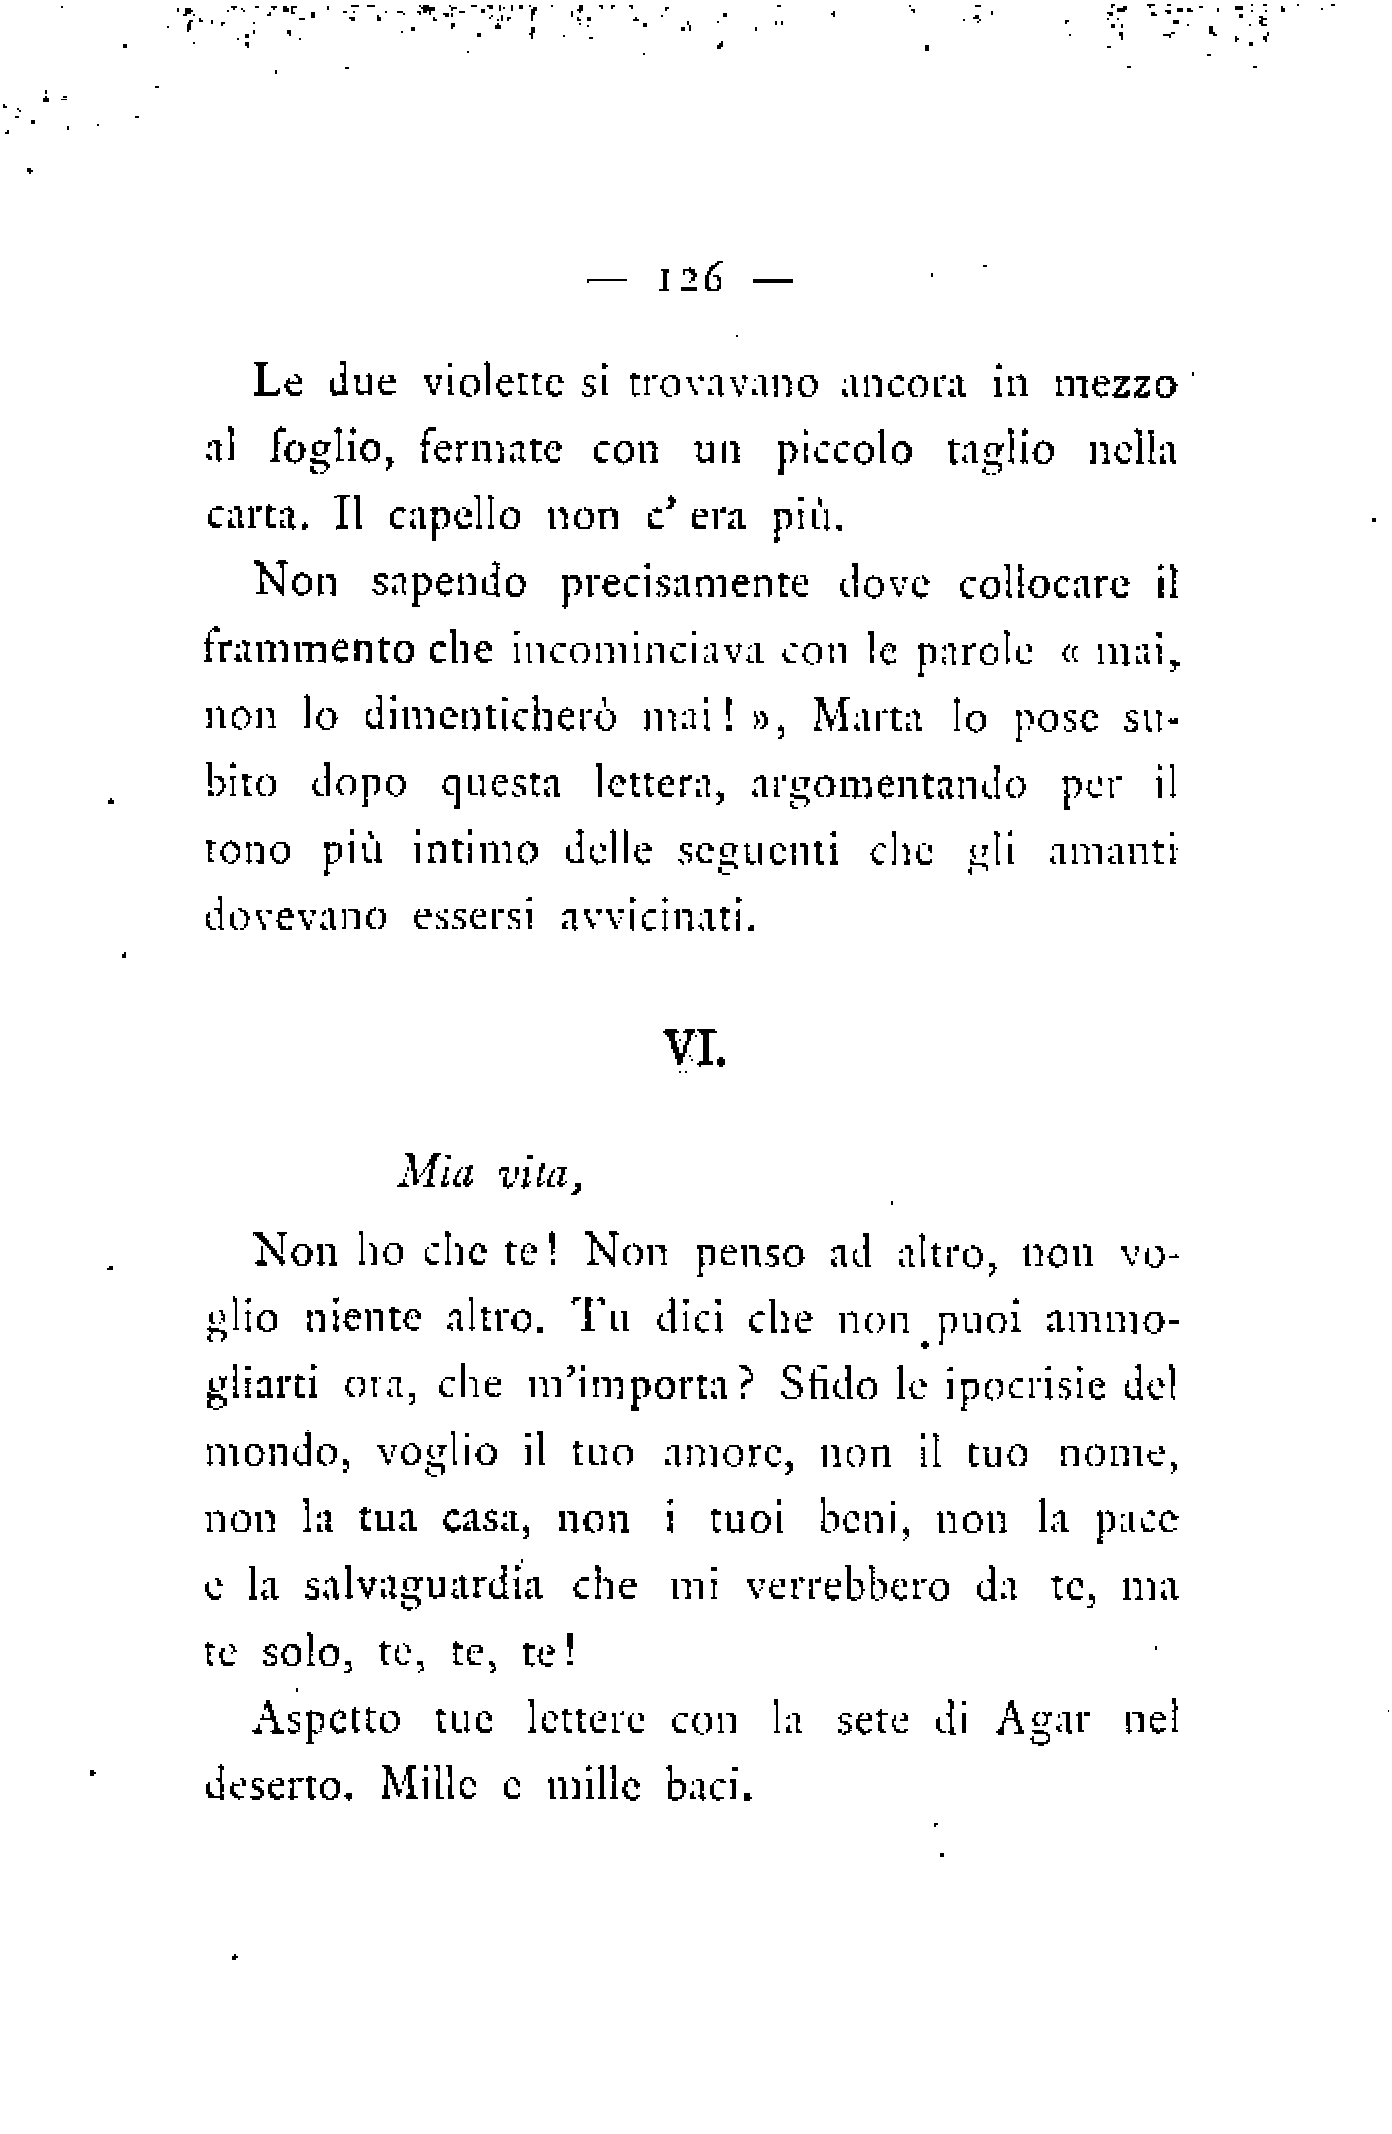 — 126 —
Le due violette si trovavano ancora in mezzo
al foglio, fermate con un piccolo taglio nella
carta. Il capello non c' era più.
Non sapendo precisamente dove collocare il
frammento che incominciava con le parole « mai,
non lo dimenticherò mai! », Marta lo pose su-
bito dopo questa lettera, argomentando per il
tono più intimo delle seguenti che gli amanti
dovevano essersi avvicinati.
VI.
Mia vita,
Non ho che te! Non penso ad altro, non vo-
glio niente altro. Tu dici che non puoi ammo-
gliarti ora, che m'importa? Sfido le ipocrisie del
mondo, voglio il tuo amore, non il tuo nome,
non la tua casa, non i tuoi beni, non la pace
e la salvaguardia che mi verrebbero da te, ma
te solo, te, te, te!
Aspetto tue lettere con la sete di Agar nel
deserto. Mille e mille baci.